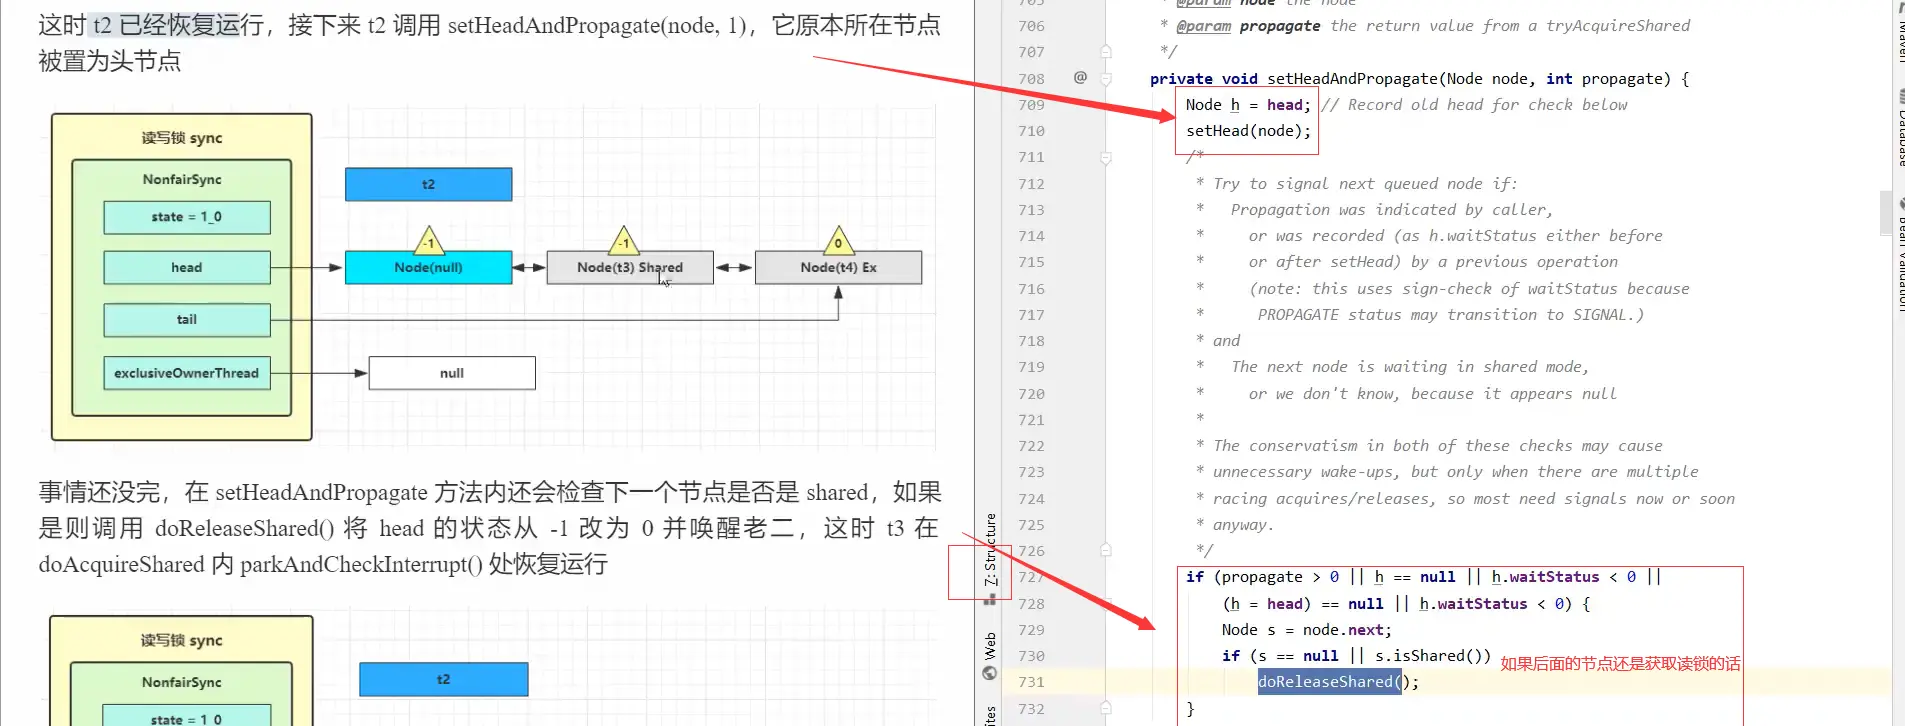 这时 t2 已经恢复运行，接下来 t2 调用 setHeadAndPropagate(node, 1)，它原本所在节点
被置为头节点
读写锁 sync
NonfairSync
state = 1_0
head
tail
exclusiveOwnerThread
t2
-1
-1
0
Node(null)
Node(t3) Shared
Node(t4) Ex
null
事情还没完，在 setHeadAndPropagate 方法内还会检查下一个节点是否是 shared，如果
是则调用 doReleaseShared() 将 head 的状态从 -1 改为 0 并唤醒老二，这时 t3 在
doAcquireShared 内 parkAndCheckInterrupt() 处恢复运行
读写锁 sync
NonfairSync
state = 1_0
t2
Z: Structure
Web
705 * @param node the node
706 * @param propagate the return value from a tryAcquireShared
707 */
708 @ private void setHeadAndPropagate(Node node, int propagate) {
709 Node h = head; // Record old head for check below
710 setHead(node);
711 /*
712 * Try to signal next queued node if:
713 * Propagation was indicated by caller,
714 * or was recorded (as h.waitStatus either before
715 * or after setHead) by a previous operation
716 * (note: this uses sign-check of waitStatus because
717 * PROPAGATE status may transition to SIGNAL.)
718 * and
719 * The next node is waiting in shared mode,
720 * or we don't know, because it appears null
721 *
722 * The conservatism in both of these checks may cause
723 * unnecessary wake-ups, but only when there are multiple
724 * racing acquires/releases, so most need signals now or soon
725 * anyway.
726 */
727 if (propagate > 0 || h == null || h.waitStatus < 0 ||
728 (h = head) == null || h.waitStatus < 0) {
729 Node s = node.next;
730 if (s == null || s.isShared()) 如果后面的节点还是获取读锁的话
731 doReleaseShared();
732 }
Database
Bean Validation